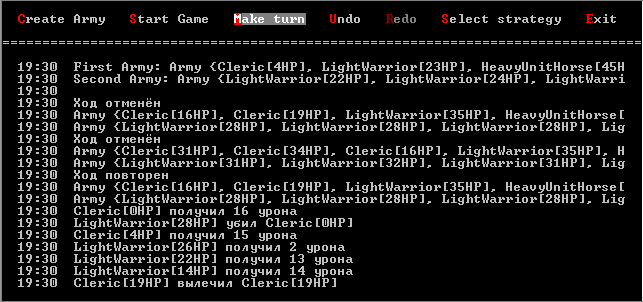 Create Army Start Game Make turn Undo Redo Select strategy Exit
19:30 First Army: Army {Cleric[4HP], LightWarrior[23HP], HeavyUnitHorse[45H
19:30 Second Army: Army {LightWarrior[22HP], LightWarrior[24HP], LightWarri
19:30
19:30 Ход отменён
19:30 Army {Cleric[16HP], Cleric[19HP], LightWarrior[35HP], HeavyUnitHorse[
19:30 Army {LightWarrior[28HP], LightWarrior[28HP], LightWarrior[28HP], Lig
19:30 Ход отменён
19:30 Army {Cleric[31HP], Cleric[34HP], Cleric[16HP], LightWarrior[35HP], H
19:30 Army {LightWarrior[31HP], LightWarrior[32HP], LightWarrior[31HP], Lig
19:30 Ход повторен
19:30 Army {Cleric[16HP], Cleric[19HP], LightWarrior[35HP], HeavyUnitHorse[
19:30 Army {LightWarrior[28HP], LightWarrior[28HP], LightWarrior[28HP], Lig
19:30 Cleric[0HP] получил 16 урона
19:30 LightWarrior[28HP] убил Cleric[0HP]
19:30 Cleric[4HP] получил 15 урона
19:30 LightWarrior[26HP] получил 2 урона
19:30 LightWarrior[22HP] получил 13 урона
19:30 LightWarrior[14HP] получил 14 урона
19:30 Cleric[19HP] вылечил Cleric[19HP]